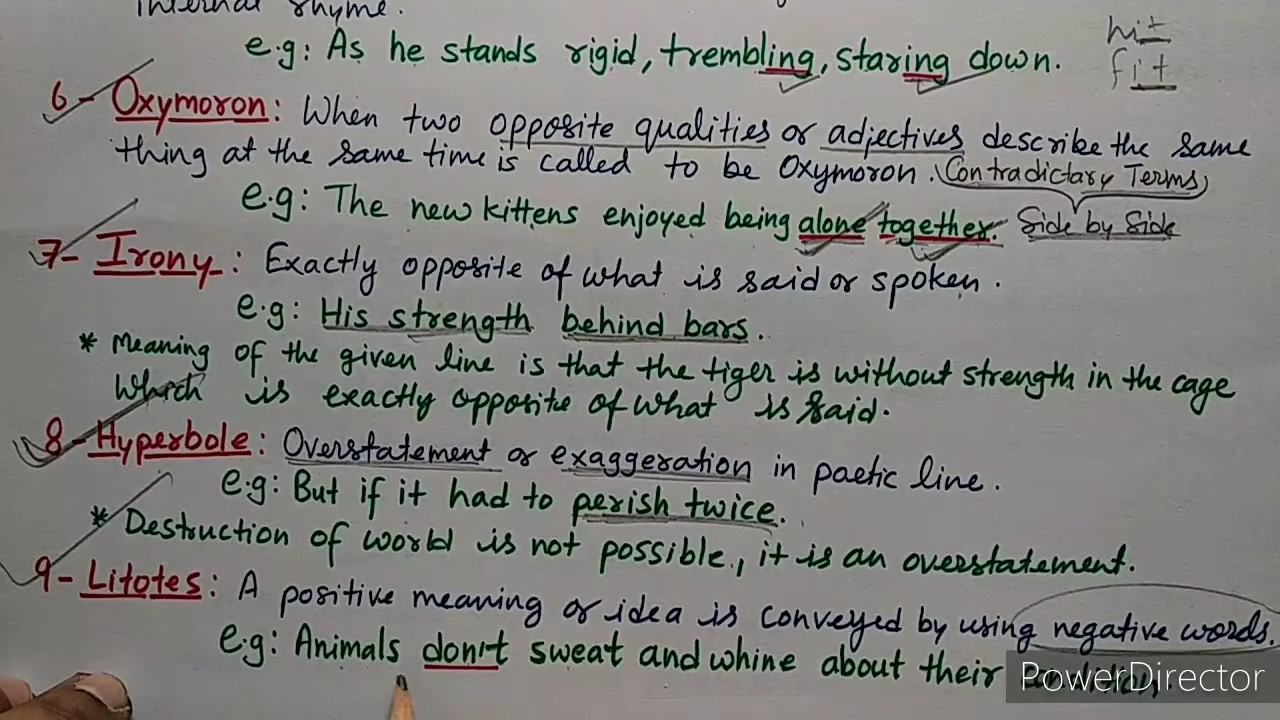 internal rhyme.
hit
fit
e.g: As he stands rigid, trembling, staring down.
6- Oxymoron: When two opposite qualities or adjectives describe the same
thing at the same time is called to be Oxymoron. (Contradictary Terms)
e.g: The new kittens enjoyed being alone together. Side by Side
7- Irony: Exactly opposite of what is said or spoken.
e.g: His strength behind bars.
* Meaning of the given line is that the tiger is without strength in the cage
Which is exactly opposite of what is said.
8- Hyperbole: Overstatement or exaggeration in paetic line.
e.g: But if it had to perish twice.
* Destruction of world is not possible, it is an overstatement.
9- Litotes: A positive meaning or idea is conveyed by using negative words.
e.g: Animals don't sweat and whine about their
PowerDirector